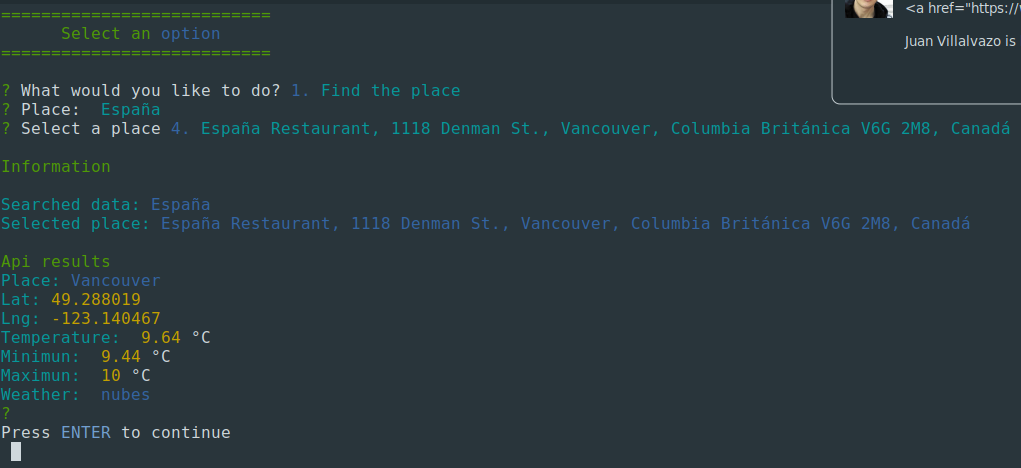 ===========================
Select an option
===========================
? What would you like to do? 1. Find the place
? Place:  España
? Select a place 4. España Restaurant, 1118 Denman St., Vancouver, Columbia Británica V6G 2M8, Canadá
Information
Searched data: España
Selected place: España Restaurant, 1118 Denman St., Vancouver, Columbia Británica V6G 2M8, Canadá
Api results
Place: Vancouver
Lat: 49.288019
Lng: -123.140467
Temperature:  9.64 °C
Minimun:  9.44 °C
Maximun:  10 °C
Weather:  nubes
?
Press ENTER to continue
<a href="https://
Juan Villalvazo is